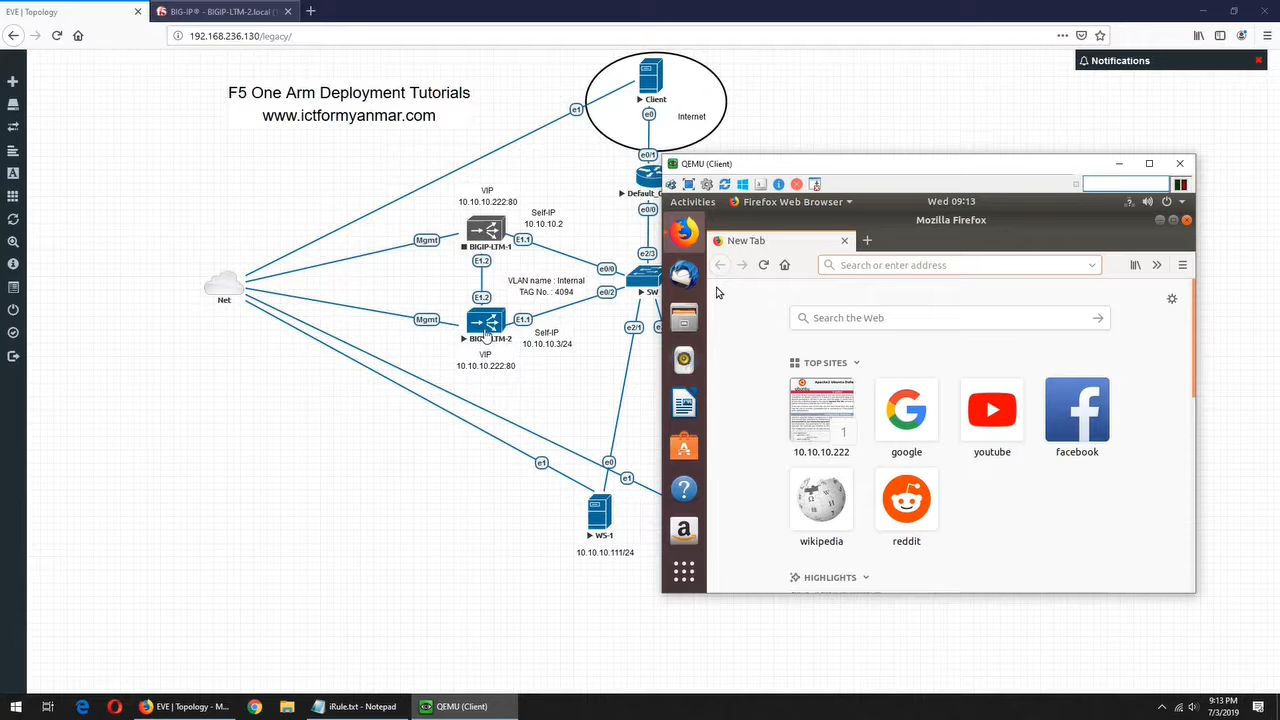 EVE | Topology
BIG-IP® - BIGIP-LTM-2.local (1
192.168.236.130/legacy/
Notifications
F5 One Arm Deployment Tutorials
www.ictformyanmar.com
Client
Internet
e1
e0
e0/1
Default_G
e0/0
e2/3
VIP
10.10.10.222:80
Self-IP
10.10.10.2
Mgmt
BIGIP-LTM-1
E1.1
E1.2
VLAN name : Internal
TAG No. : 4094
e0/0
e0/2
SW
Net
E1.2
Mgmt
E1.1
BIGIP-LTM-2
Self-IP
10.10.10.3/24
VIP
10.10.10.222:80
e2/1
e1
e0
e1
WS-1
10.10.10.111/24
QEMU (Client)
Activities
Firefox Web Browser
Wed 09:13
Mozilla Firefox
New Tab
Search or enter address
Search the Web
TOP SITES
1
10.10.10.222
google
youtube
facebook
wikipedia
reddit
HIGHLIGHTS
EVE | Topology - M...
iRule.txt - Notepad
QEMU (Client)
9:13 PM
7/3/2019